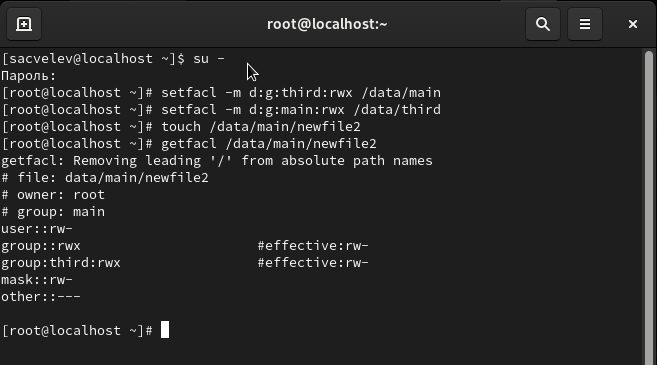 root@localhost:~
[sacvelev@localhost ~]$ su -
Пароль:
[root@localhost ~]# setfacl -m d:g:third:rwx /data/main
[root@localhost ~]# setfacl -m d:g:main:rwx /data/third
[root@localhost ~]# touch /data/main/newfile2
[root@localhost ~]# getfacl /data/main/newfile2
getfacl: Removing leading '/' from absolute path names
# file: data/main/newfile2
# owner: root
# group: main
user::rw-
group::rwx                      #effective:rw-
group:third:rwx                 #effective:rw-
mask::rw-
other::---
[root@localhost ~]#